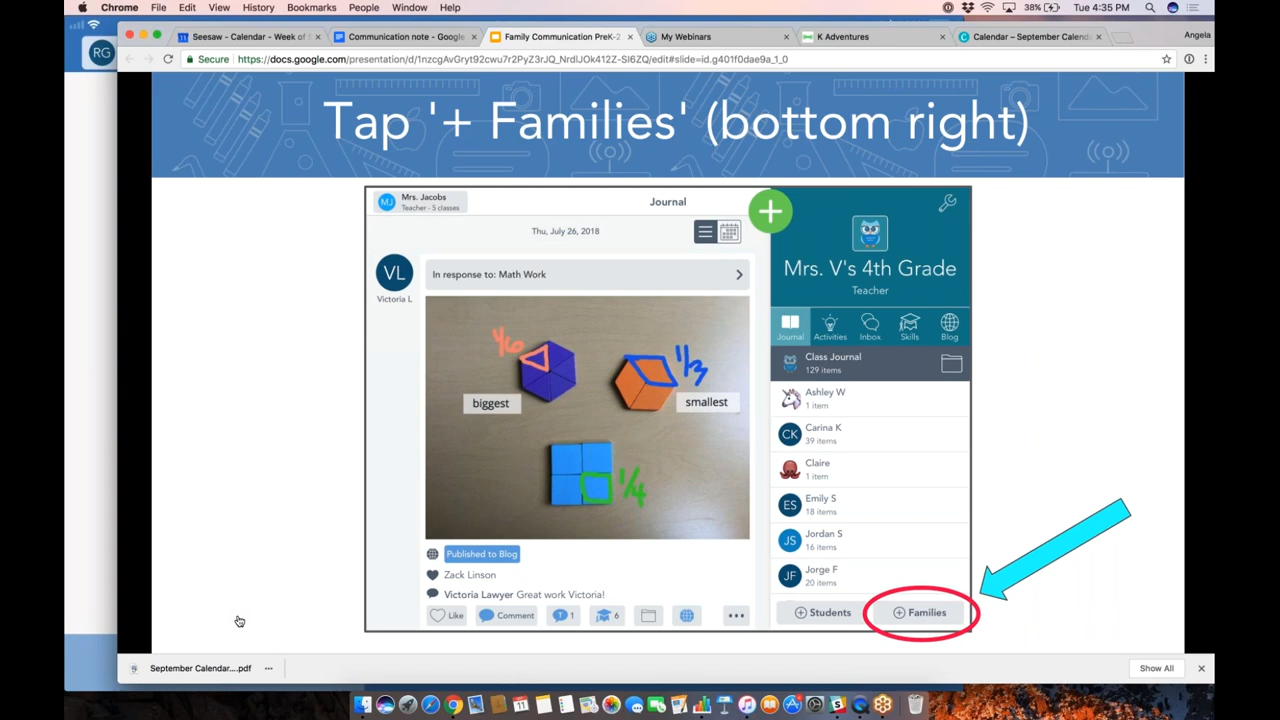 Chrome File Edit View History Bookmarks People Window Help 38% Tue 4:35 PM
Seesaw - Calendar - Week of S Communication note - Google Family Communication PreK-2 My Webinars K Adventures Calendar – September Calenda Angela
RG
Secure https://docs.google.com/presentation/d/1nzcgAvGryt92cwu7r2PyZ3rJQ_NrdlJOk412Z-SI6ZQ/edit#slide=id.g401f0dae9a_1_0
Tap '+ Families' (bottom right)
MJ Mrs. Jacobs
Teacher - 5 classes
Journal
Thu, July 26, 2018
VL
Victoria L
In response to: Math Work
1/6
1/3
biggest
smallest
1/4
Published to Blog
Zack Linson
Victoria Lawyer Great work Victoria!
Like Comment 1 6
Mrs. V's 4th Grade
Teacher
Journal Activities Inbox Skills Blog
Class Journal
129 items
Ashley W
1 item
CK Carina K
39 items
Claire
1 item
ES Emily S
18 items
JS Jordan S
16 items
JF Jorge F
20 items
Students Families
September Calendar....pdf Show All